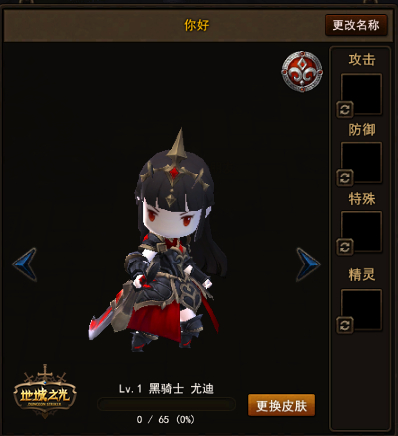 你好
更改名称
攻击
防御
特殊
精灵
地城之光
Lv.1 黑骑士 尤迪
0 / 65 (0%)
更换皮肤